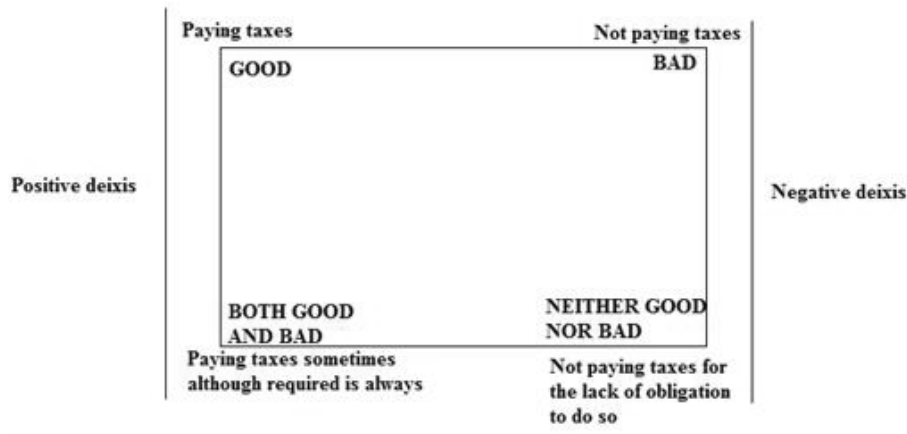 Paying taxes
Not paying taxes
GOOD
BAD
Positive deixis
Negative deixis
BOTH GOOD
AND BAD
NEITHER GOOD
NOR BAD
Paying taxes sometimes
although required is always
Not paying taxes for
the lack of obligation
to do so